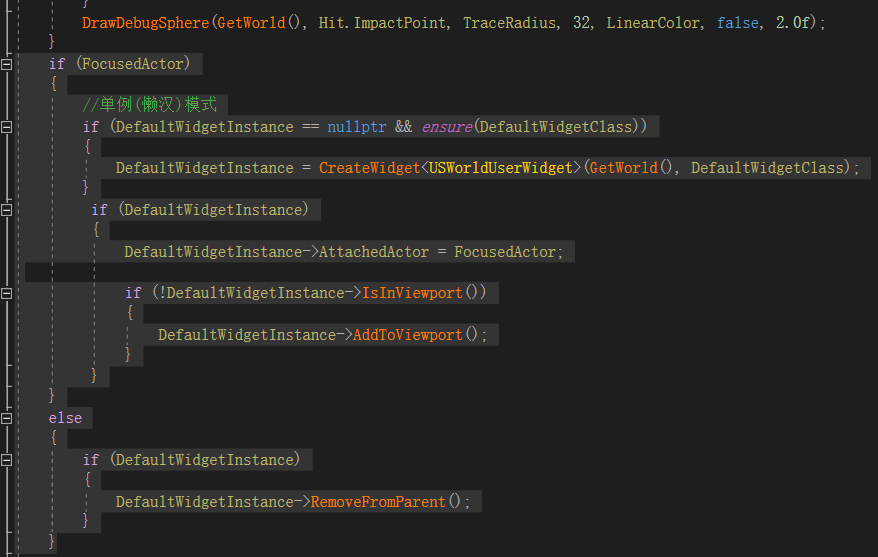 }
DrawDebugSphere(GetWorld(), Hit.ImpactPoint, TraceRadius, 32, LinearColor, false, 2.0f);
}
if (FocusedActor)
{
//单例(懒汉)模式
if (DefaultWidgetInstance == nullptr && ensure(DefaultWidgetClass))
{
DefaultWidgetInstance = CreateWidget<USWorldUserWidget>(GetWorld(), DefaultWidgetClass);
}
if (DefaultWidgetInstance)
{
DefaultWidgetInstance->AttachedActor = FocusedActor;
if (!DefaultWidgetInstance->IsInViewport())
{
DefaultWidgetInstance->AddToViewport();
}
}
}
else
{
if (DefaultWidgetInstance)
{
DefaultWidgetInstance->RemoveFromParent();
}
}